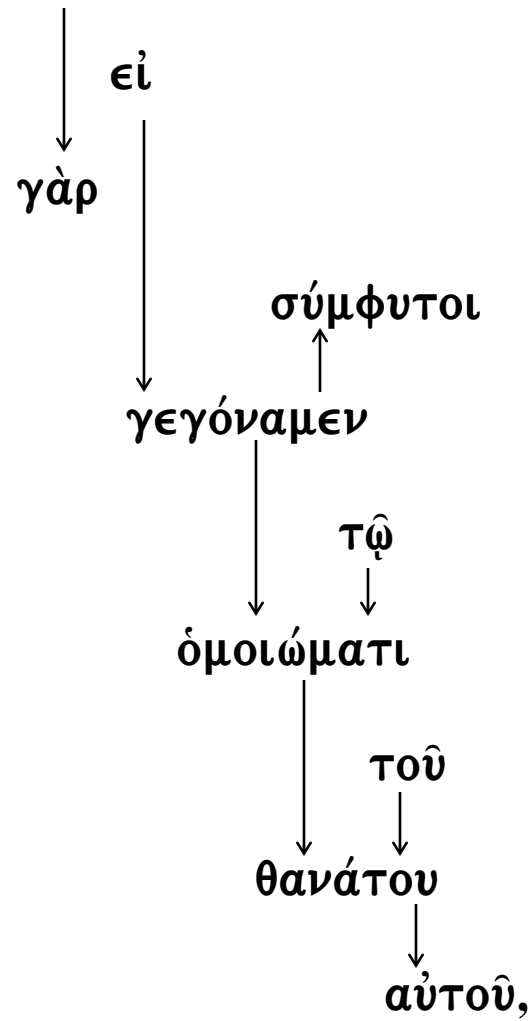 εἰ
γὰρ
σύμφυτοι
γεγόναμεν
τῷ
ὁμοιώματι
τοῦ
θανάτου
αὐτοῦ,